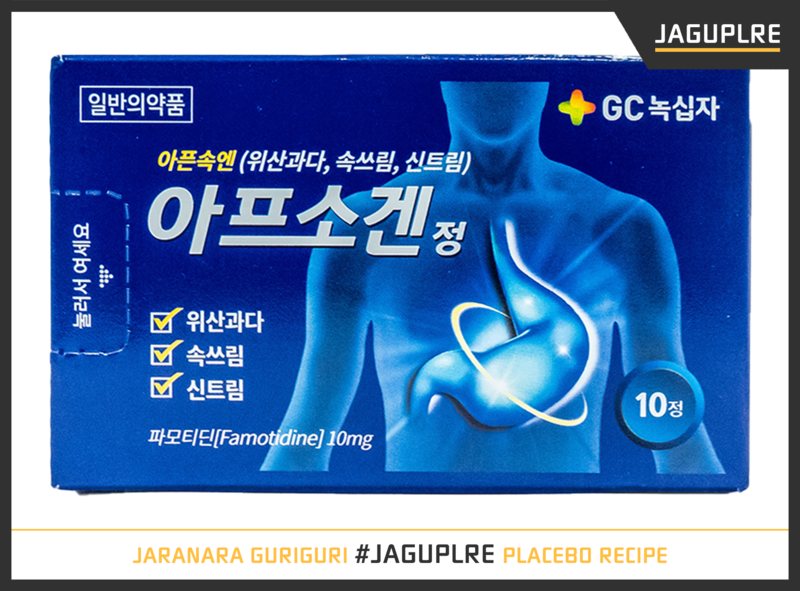 JAGUPLRE
일반의약품
GC 녹십자
아픈속엔 (위산과다, 속쓰림, 신트림)
아프소겐정
눌러서 여세요
위산과다
속쓰림
신트림
10정
파모티딘[Famotidine] 10mg
JARANARA GURIGURI #JAGUPLRE PLACEBO RECIPE